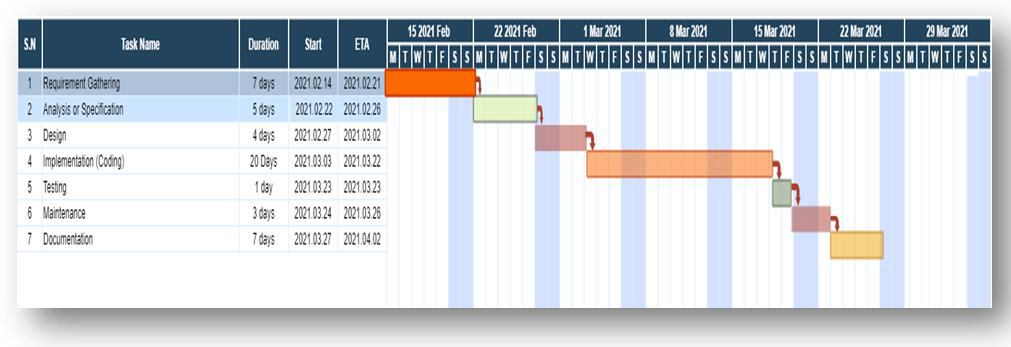 S.N Task Name Duration Start ETA 15 2021 Feb 22 2021 Feb 1 Mar 2021 8 Mar 2021 15 Mar 2021 22 Mar 2021 29 Mar 2021
M T W T F S S M T W T F S S M T W T F S S M T W T F S S M T W T F S S M T W T F S S M T W T F S S
1 Requirement Gathering 7 days 2021.02.14 2021.02.21
2 Analysis or Specification 5 days 2021.02.22 2021.02.26
3 Design 4 days 2021.02.27 2021.03.02
4 Implementation (Coding) 20 Days 2021.03.03 2021.03.22
5 Testing 1 day 2021.03.23 2021.03.23
6 Maintenance 3 days 2021.03.24 2021.03.26
7 Documentation 7 days 2021.03.27 2021.04.02